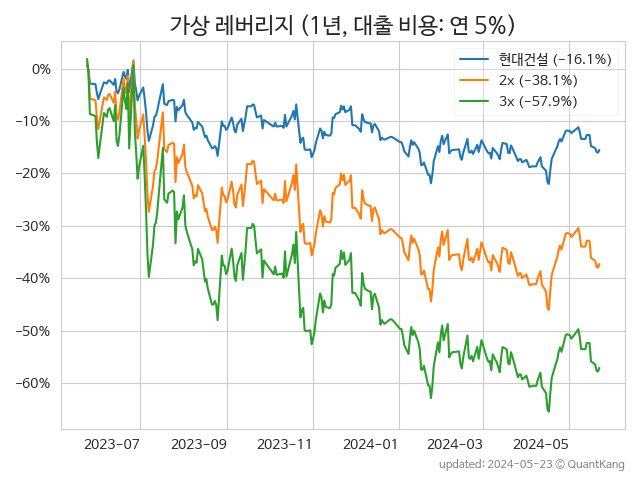 가상 레버리지 (1년, 대출 비용: 연 5%)
현대건설 (−16.1%)
2x (−38.1%)
3x (−57.9%)
0%
−10%
−20%
−30%
−40%
−50%
−60%
2023-07
2023-09
2023-11
2024-01
2024-03
2024-05
updated: 2024-05-23 © QuantKang